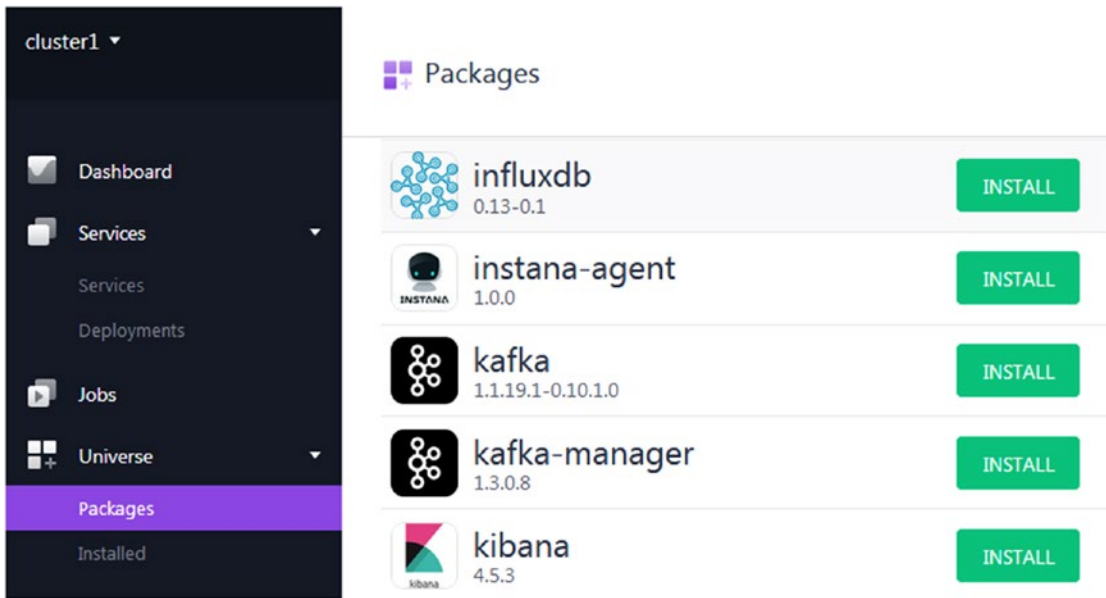 cluster1
Dashboard
Services
Services
Deployments
Jobs
Universe
Packages
Installed
Packages
influxdb
0.13-0.1
INSTALL
INSTANA
instana-agent
1.0.0
INSTALL
kafka
1.1.19.1-0.10.1.0
INSTALL
kafka-manager
1.3.0.8
INSTALL
kibana
kibana
4.5.3
INSTALL